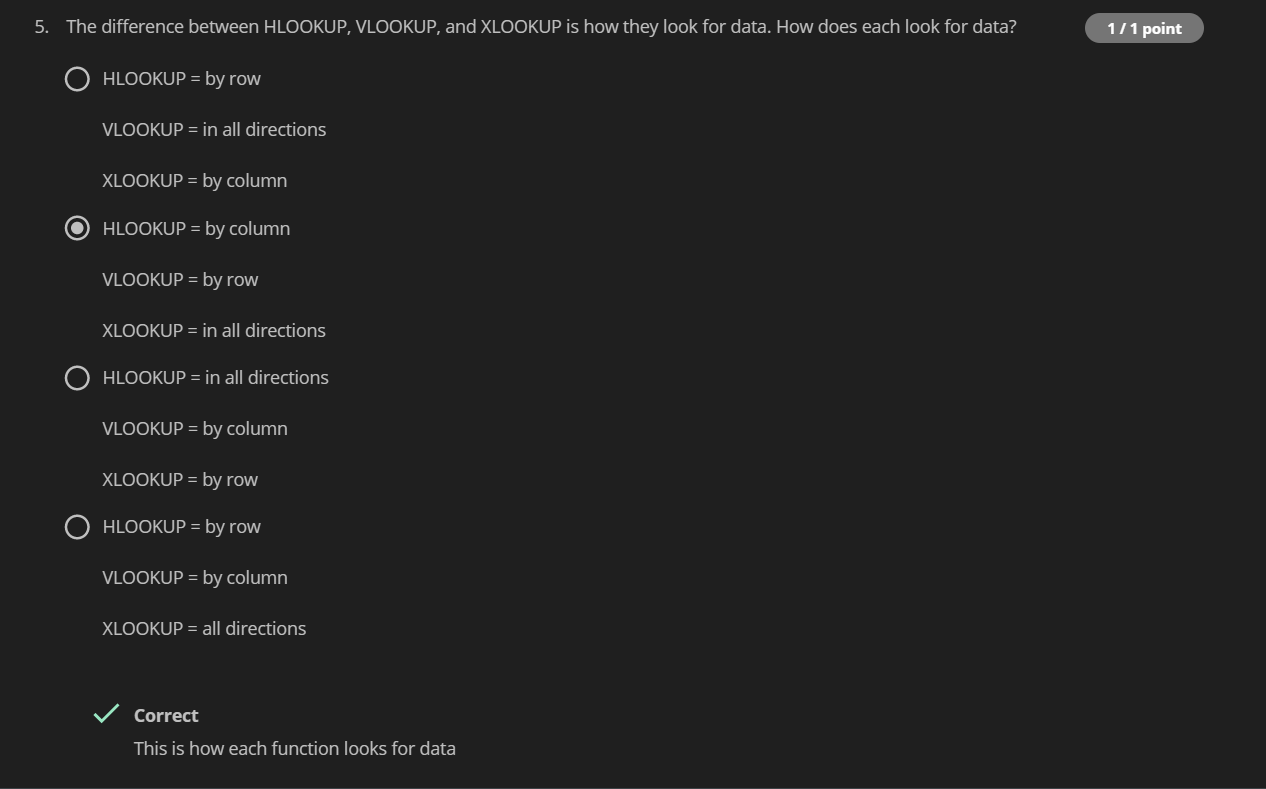 5. The difference between HLOOKUP, VLOOKUP, and XLOOKUP is how they look for data. How does each look for data?
1 / 1 point
HLOOKUP = by row
VLOOKUP = in all directions
XLOOKUP = by column
HLOOKUP = by column
VLOOKUP = by row
XLOOKUP = in all directions
HLOOKUP = in all directions
VLOOKUP = by column
XLOOKUP = by row
HLOOKUP = by row
VLOOKUP = by column
XLOOKUP = all directions
Correct
This is how each function looks for data